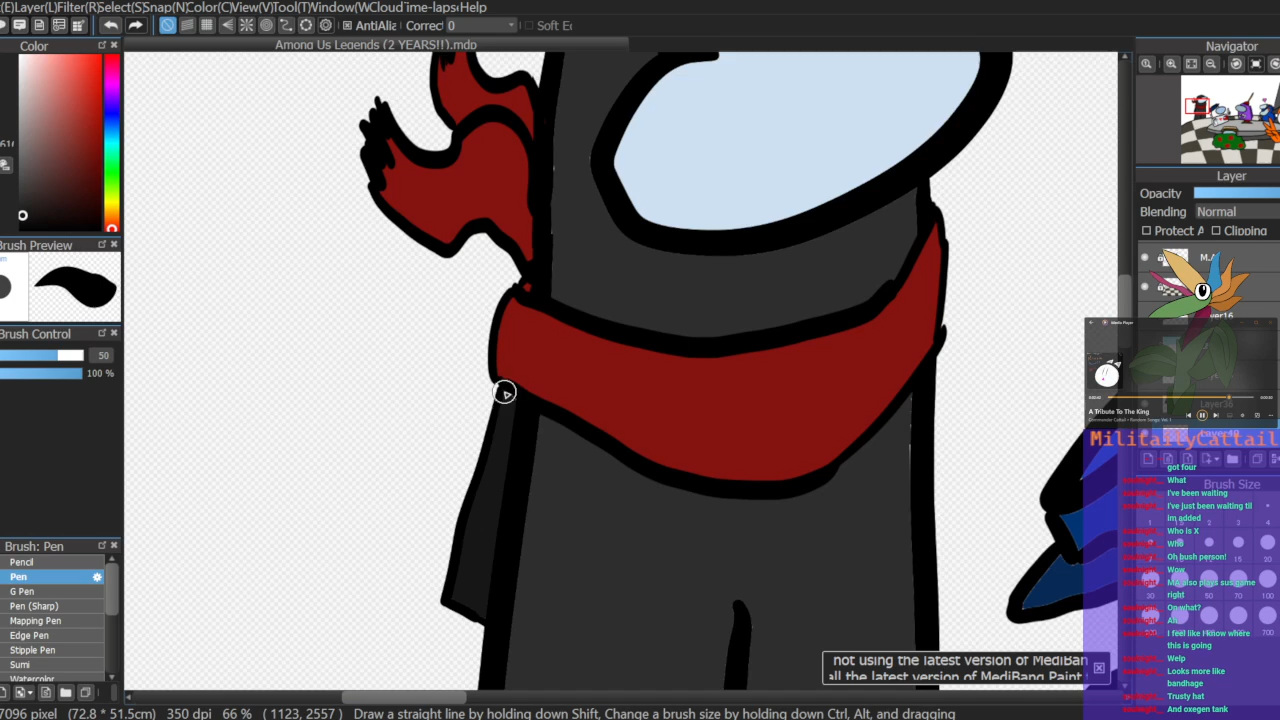 (E)Layer(L)Filter(R)Select(S)Snap(N)Color(C)View(V)Tool(T)Window(W)Cloud Time-lapse Help
AntiAlia Correct 0 Soft Ed
Color
Among Us Legends (2 YEARS!!).mdp
Navigator
Layer
Opacity
Blending Normal
Protect A Clipping
M.A
Brush Preview
Brush Control
50
100 %
Media Player
A Tribute To The King
MilitaryCattail
Brush Size
got four
What
I've been waiting
I've just been waiting til
im added
Who is X
Who
Oh bush person!
Wow
MA also plays sus game
right
On what?
Ah
I feel like I know where
this is going
Welp
Looks more like
bandhage
Trusty hat
And oxegen tank
Brush: Pen
Pencil
Pen
G Pen
Pen (Sharp)
Mapping Pen
Edge Pen
Stipple Pen
Sumi
Watercolor
not using the latest version of MediBan
all the latest version of MediBang Paint
7096 pixel (72.8 * 51.5cm) 350 dpi 66 % ( 1123, 2557 ) Draw a straight line by holding down Shift, Change a brush size by holding down Ctrl, Alt, and dragging